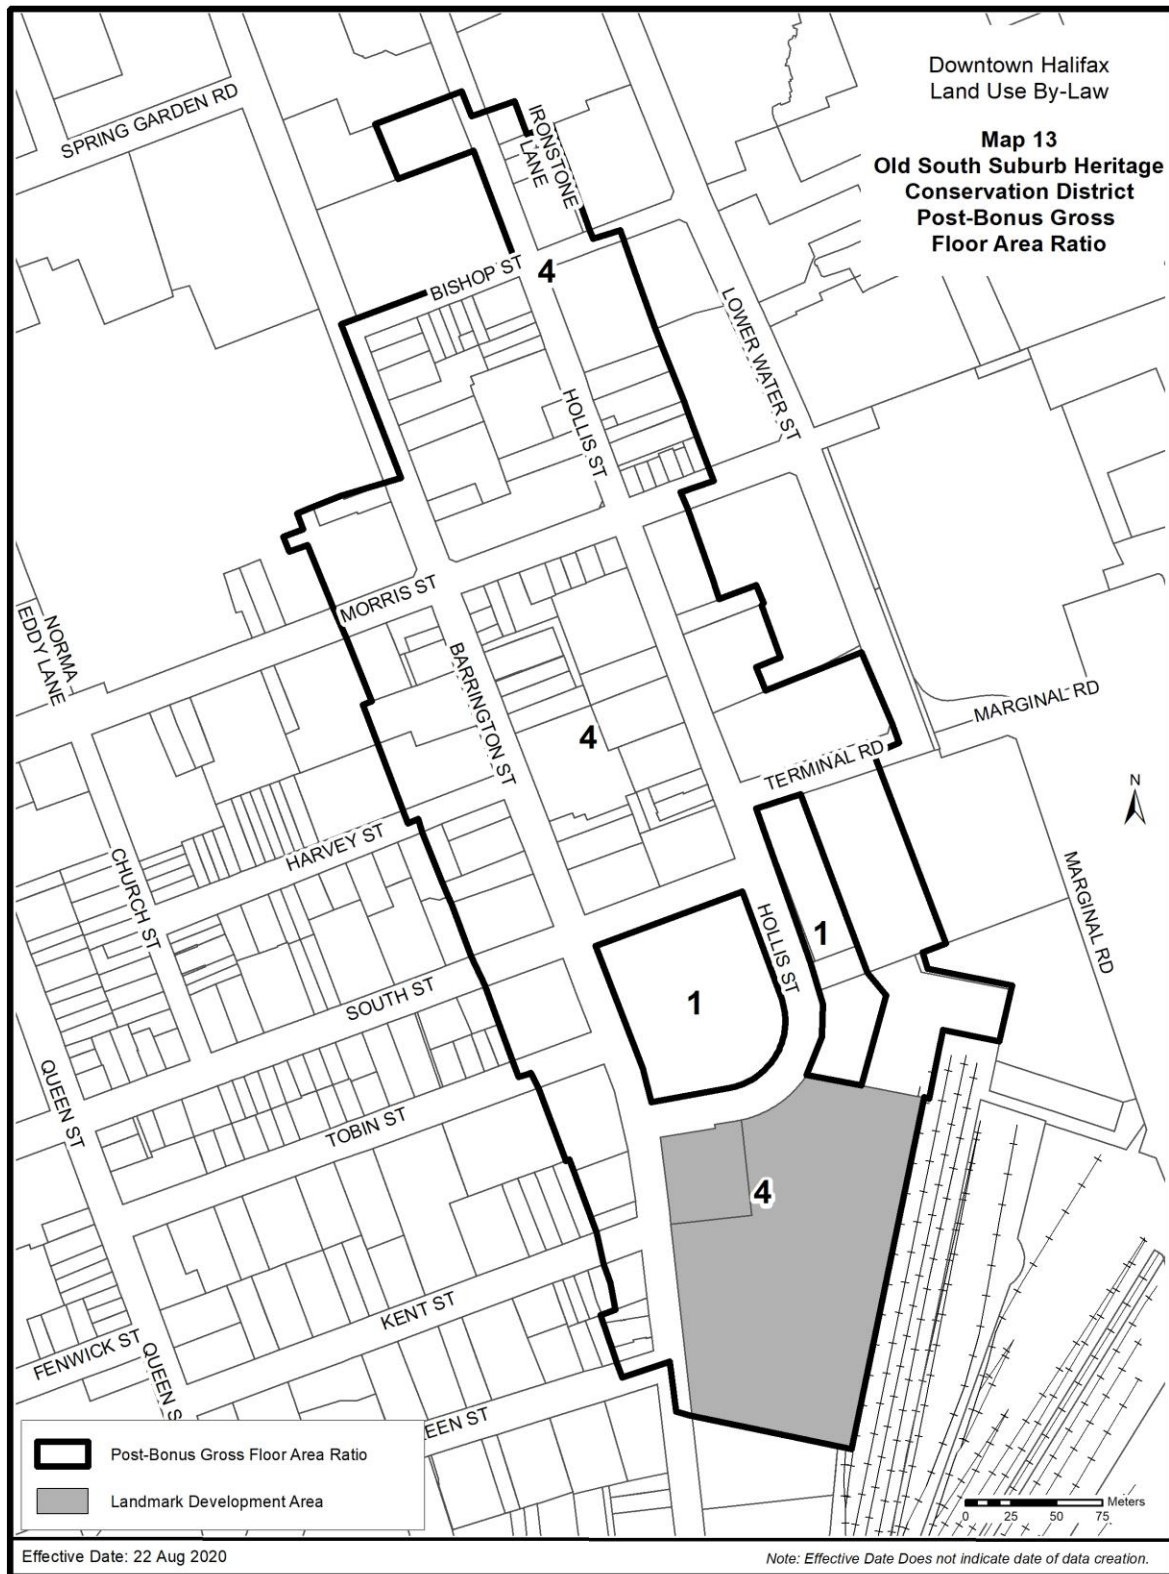 Downtown Halifax
Land Use By-Law
Map 13
Old South Suburb Heritage
Conservation District
Post-Bonus Gross
Floor Area Ratio
SPRING GARDEN RD
IRONSTONE
LANE
BISHOP ST
4
LOWER WATER ST
HOLLIS ST
MORRIS ST
NORMA
EDDY LANE
BARRINGTON ST
MARGINAL RD
4
TERMINAL RD
N
HARVEY ST
CHURCH ST
MARGINAL RD
HOLLIS ST
1
1
SOUTH ST
QUEEN ST
TOBIN ST
4
KENT ST
FENWICK ST
QUEEN S
EEN ST
Post-Bonus Gross Floor Area Ratio
Landmark Development Area
Meters
0 25 50 75
Effective Date: 22 Aug 2020
Note: Effective Date Does not indicate date of data creation.